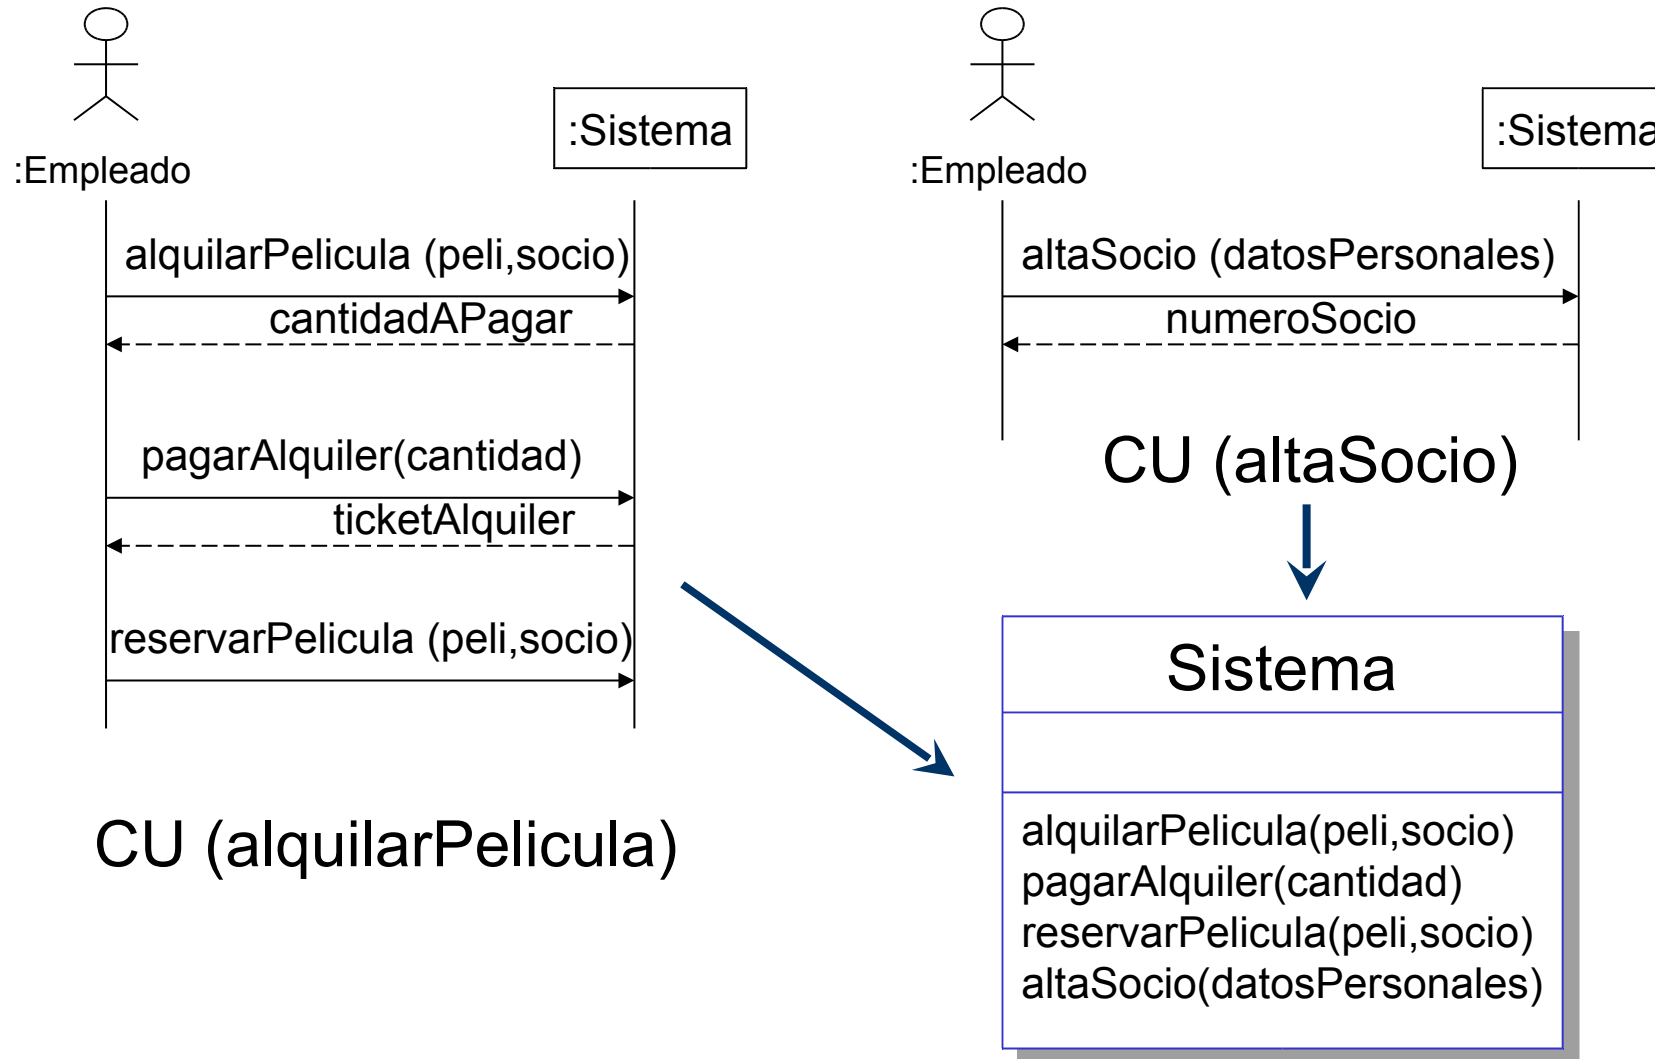 :Sistema
:Empleado
alquilarPelicula (peli,socio)
cantidadAPagar
pagarAlquiler(cantidad)
ticketAlquiler
reservarPelicula (peli,socio)
CU (alquilarPelicula)
:Sistema
:Empleado
altaSocio (datosPersonales)
numeroSocio
CU (altaSocio)
Sistema
alquilarPelicula(peli,socio)
pagarAlquiler(cantidad)
reservarPelicula(peli,socio)
altaSocio(datosPersonales)